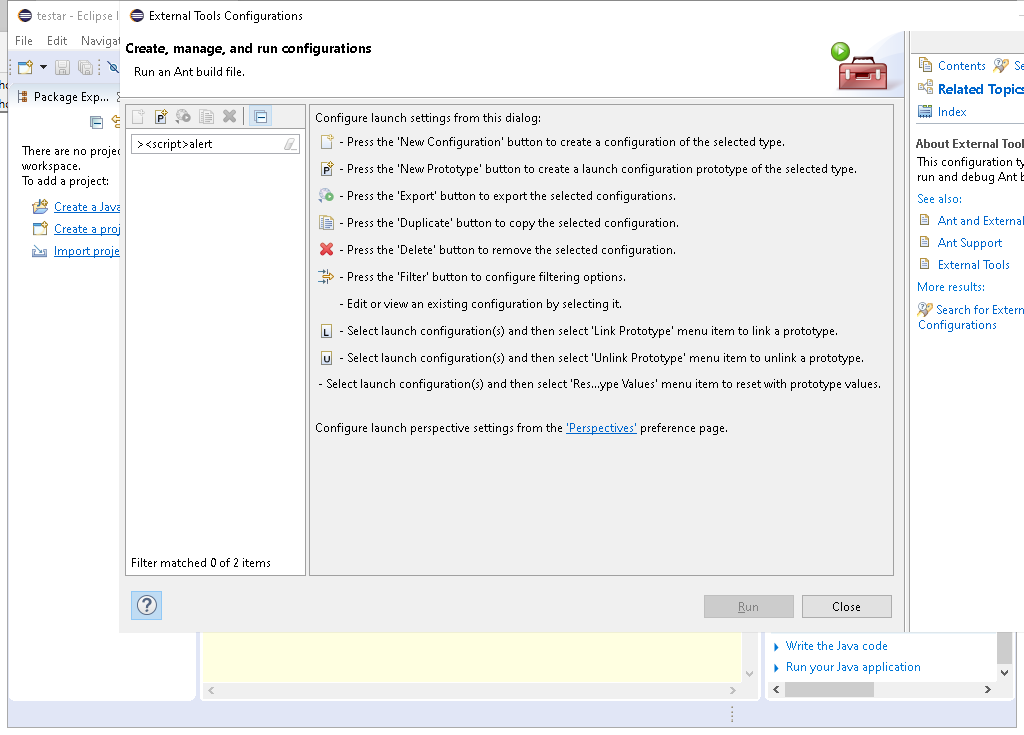 testar - Eclipse I
External Tools Configurations
File Edit Navigat
Create, manage, and run configurations
Run an Ant build file.
Package Exp...
There are no projec
workspace.
To add a project:
Create a Java
Create a proj
Import proje
><script>alert
Filter matched 0 of 2 items
Configure launch settings from this dialog:
- Press the 'New Configuration' button to create a configuration of the selected type.
P - Press the 'New Prototype' button to create a launch configuration prototype of the selected type.
- Press the 'Export' button to export the selected configurations.
- Press the 'Duplicate' button to copy the selected configuration.
- Press the 'Delete' button to remove the selected configuration.
- Press the 'Filter' button to configure filtering options.
- Edit or view an existing configuration by selecting it.
L - Select launch configuration(s) and then select 'Link Prototype' menu item to link a prototype.
U - Select launch configuration(s) and then select 'Unlink Prototype' menu item to unlink a prototype.
- Select launch configuration(s) and then select 'Res...ype Values' menu item to reset with prototype values.
Configure launch perspective settings from the 'Perspectives' preference page.
Run Close
Contents Se
Related Topics
Index
About External Tool
This configuration ty
run and debug Ant b
See also:
Ant and External
Ant Support
External Tools
More results:
Search for Extern
Configurations
Write the Java code
Run your Java application